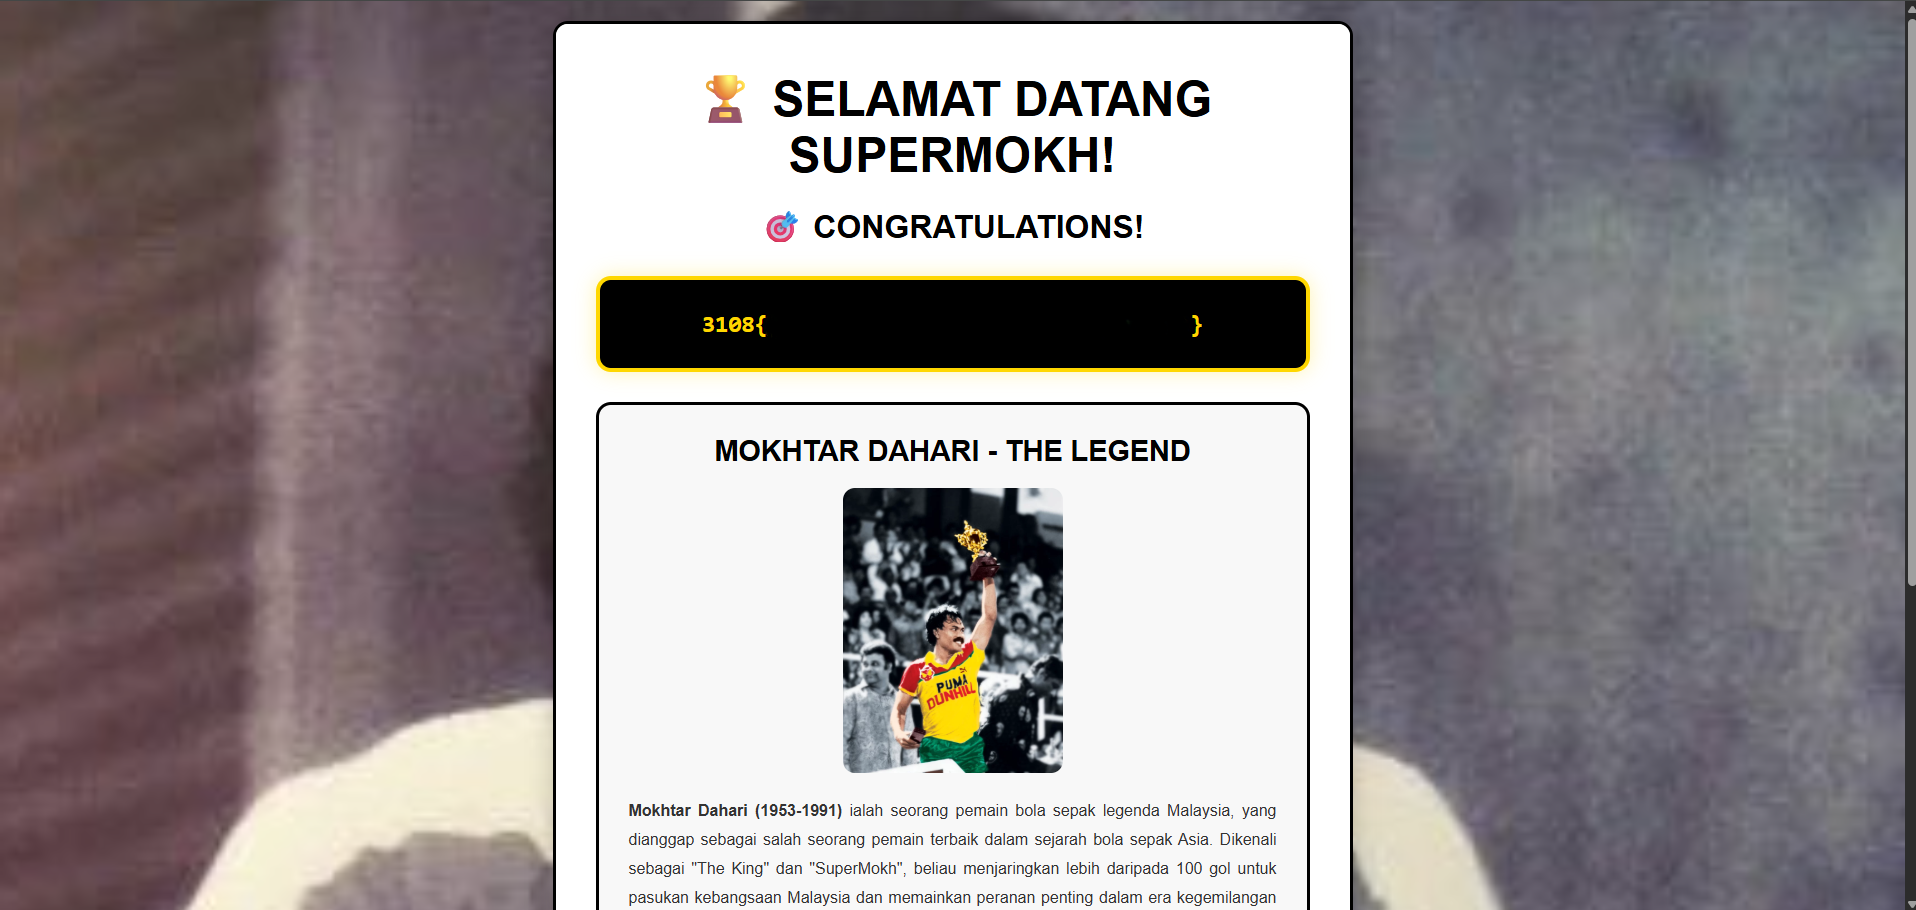 🏆 SELAMAT DATANG
SUPERMOKH!
🎯 CONGRATULATIONS!
3108{ }
MOKHTAR DAHARI - THE LEGEND
PUMA
DUNHILL
Mokhtar Dahari (1953-1991) ialah seorang pemain bola sepak legenda Malaysia, yang
dianggap sebagai salah seorang pemain terbaik dalam sejarah bola sepak Asia. Dikenali
sebagai "The King" dan "SuperMokh", beliau menjaringkan lebih daripada 100 gol untuk
pasukan kebangsaan Malaysia dan memainkan peranan penting dalam era kegemilangan